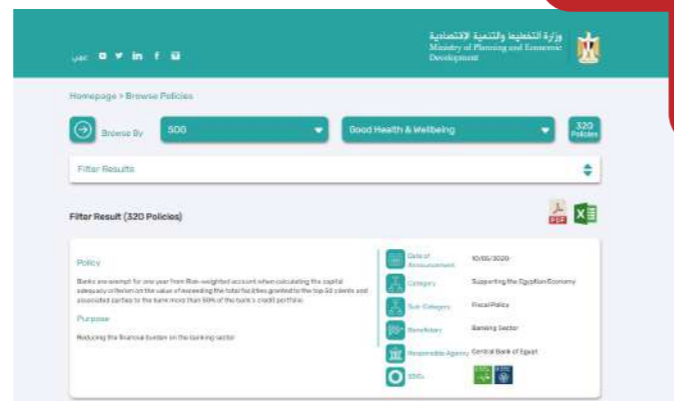 وزارة التخطيط والتنمية الاقتصادية
Ministry of Planning and Economic
Development
عربي
Homepage > Browse Policies
Browse By
SDG
Good Health & Wellbeing
320
Policies
Filter Results
Filter Result (320 Policies)
PDF
Policy
Banks are exempt for one year from Risk-weighted account when calculating the capital
adequacy criterion on the value of exceeding the total facilities granted to the top 50 clients and
associated parties to the bank more than 50% of the bank's credit portfolio.
Purpose
Reducing the financial burden on the banking sector
Date of
Announcement
10/05/2020
Category
Supporting the Egyptian Economy
Sub-Category
Fiscal Policy
Beneficiary
Banking Sector
Responsible Agency
Central Bank of Egypt
SDGs